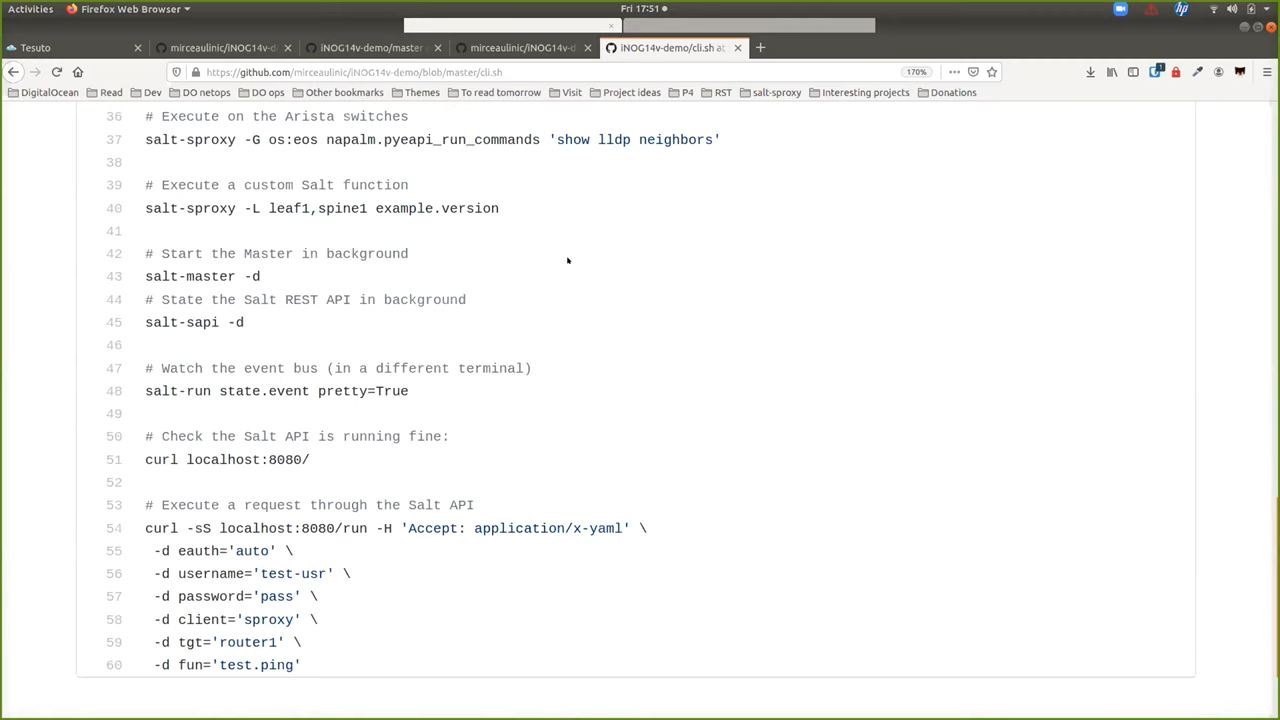 Activities Firefox Web Browser Fri 17:51
Tesuto mirceaulinic/iNOG14v-d iNOG14v-demo/master mirceaulinic/iNOG14v-d iNOG14v-demo/cli.sh at
https://github.com/mirceaulinic/iNOG14v-demo/blob/master/cli.sh 170%
DigitalOcean Read Dev DO netops DO ops Other bookmarks Themes To read tomorrow Visit Project ideas P4 RST salt-sproxy Interesting projects Donations
36 # Execute on the Arista switches
37 salt-sproxy -G os:eos napalm.pyeapi_run_commands 'show lldp neighbors'
38
39 # Execute a custom Salt function
40 salt-sproxy -L leaf1,spine1 example.version
41
42 # Start the Master in background
43 salt-master -d
44 # State the Salt REST API in background
45 salt-sapi -d
46
47 # Watch the event bus (in a different terminal)
48 salt-run state.event pretty=True
49
50 # Check the Salt API is running fine:
51 curl localhost:8080/
52
53 # Execute a request through the Salt API
54 curl -sS localhost:8080/run -H 'Accept: application/x-yaml' \
55 -d eauth='auto' \
56 -d username='test-usr' \
57 -d password='pass' \
58 -d client='sproxy' \
59 -d tgt='router1' \
60 -d fun='test.ping'